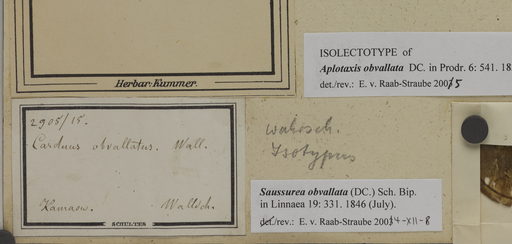 Herbar. Kummer.
ISOLECTOTYPE of
Aplotaxis obvallata DC. in Prodr. 6: 541. 18
det./rev.: E. v. Raab-Straube 2005
2905/15.
Carduus obvallatus. Wall.
Kamaon. Wallich.
SCHULTES
wahrsch.
Isotypus
Saussurea obvallata (DC.) Sch. Bip.
in Linnaea 19: 331. 1846 (July).
det/rev.: E. v. Raab-Straube 2004-XII-8